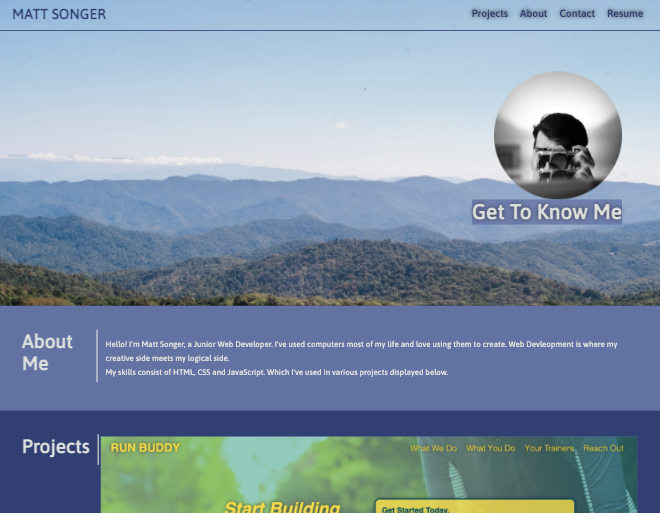 MATT SONGER
Projects About Contact Resume
Get To Know Me
About
Me
Hello! I'm Matt Songer, a Junior Web Developer. I've used computers most of my life and love using them to create. Web Devleopment is where my
creative side meets my logical side.
My skills consist of HTML, CSS and JavaScript. Which I've used in various projects displayed below.
Projects
RUN BUDDY
What We Do What You Do Your Trainers Reach Out
Start Building
Get Started Today.